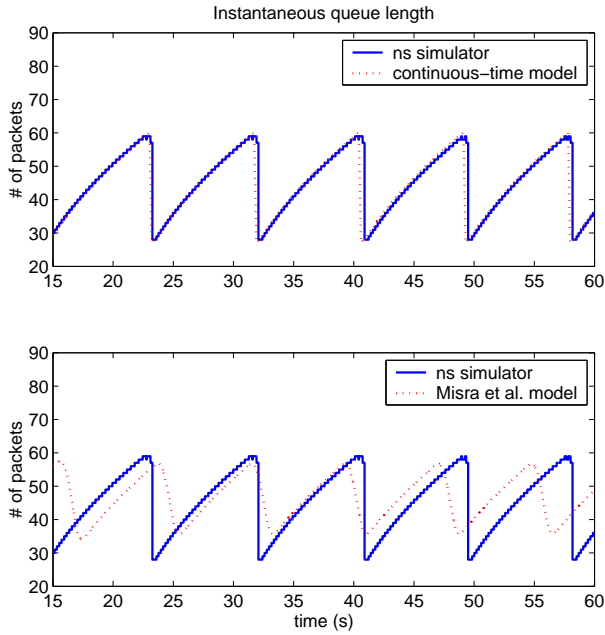 Instantaneous queue length
90
80
70
60
50
40
30
20
# of packets
ns simulator
continuous−time model
15 20 25 30 35 40 45 50 55 60
90
80
70
60
50
40
30
20
# of packets
ns simulator
Misra et al. model
15 20 25 30 35 40 45 50 55 60
time (s)